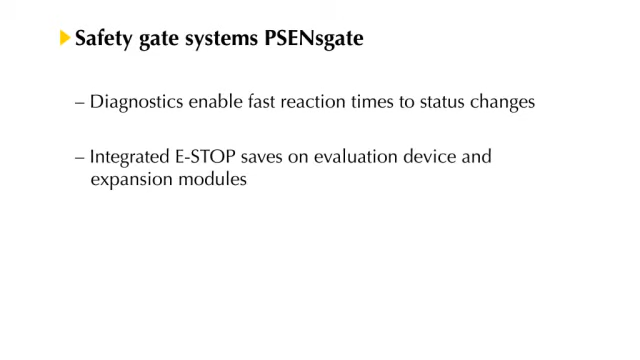 Safety gate systems PSENsgate
– Diagnostics enable fast reaction times to status changes
– Integrated E-STOP saves on evaluation device and
expansion modules